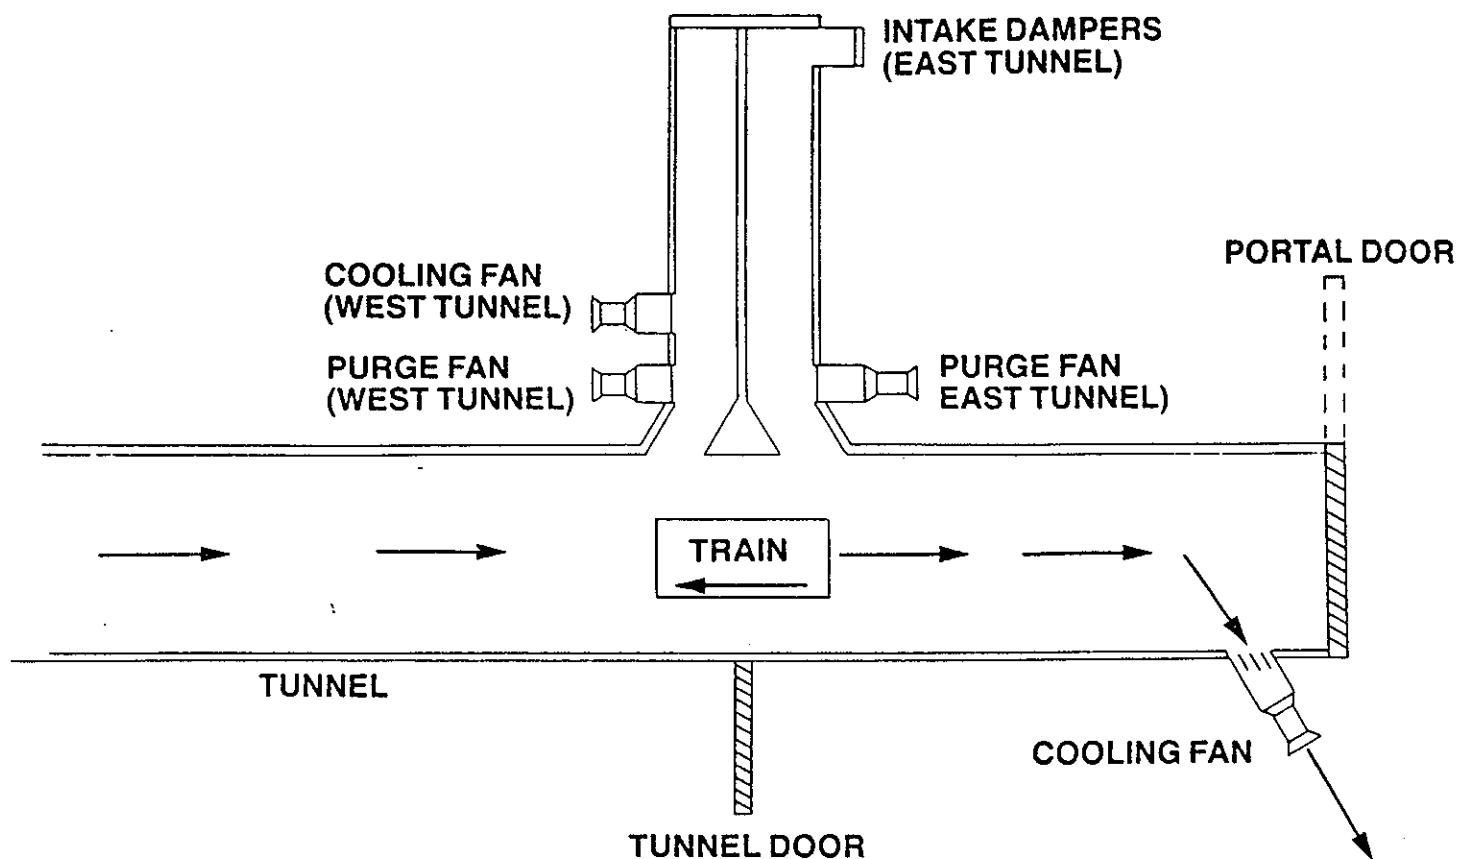 INTAKE DAMPERS
(EAST TUNNEL)
PORTAL DOOR
COOLING FAN
(WEST TUNNEL)
PURGE FAN
(WEST TUNNEL)
PURGE FAN
EAST TUNNEL)
TRAIN
TUNNEL
COOLING FAN
TUNNEL DOOR